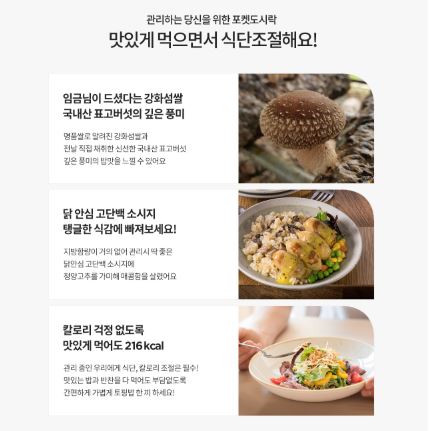 관리하는 당신을 위한 포켓도시락
맛있게 먹으면서 식단조절해요!
임금님이 드셨다는 강화섬쌀
국내산 표고버섯의 깊은 풍미
명품쌀로 알려진 강화섬쌀과
전날 직접 채취한 신선한 국내산 표고버섯
깊은 풍미의 밥맛을 느낄 수 있어요
닭 안심 고단백 소시지
탱글한 식감에 빠져보세요!
지방함량이 거의 없어 관리시 딱 좋은
닭안심 고단백 소시지에
청양고추를 가미해 매콤함을 살렸어요
칼로리 걱정 없도록
맛있게 먹어도 216 kcal
관리 중인 우리에게 식단, 칼로리 조절은 필수!
맛있는 밥과 반찬을 다 먹어도 부담없도록
간편하게 가볍게 토핑밥 한 끼 하세요!